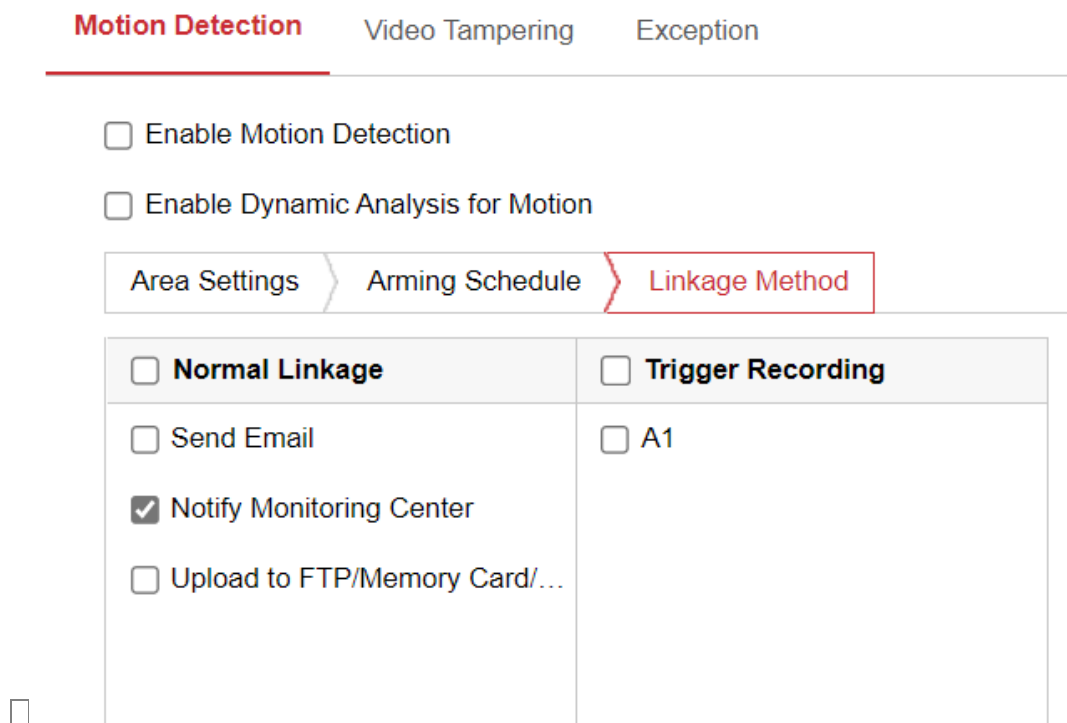 Motion Detection Video Tampering Exception
Enable Motion Detection
Enable Dynamic Analysis for Motion
Area Settings Arming Schedule Linkage Method
Normal Linkage Trigger Recording
Send Email A1
Notify Monitoring Center
Upload to FTP/Memory Card/...